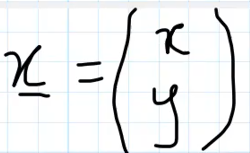 x = ( x
y )